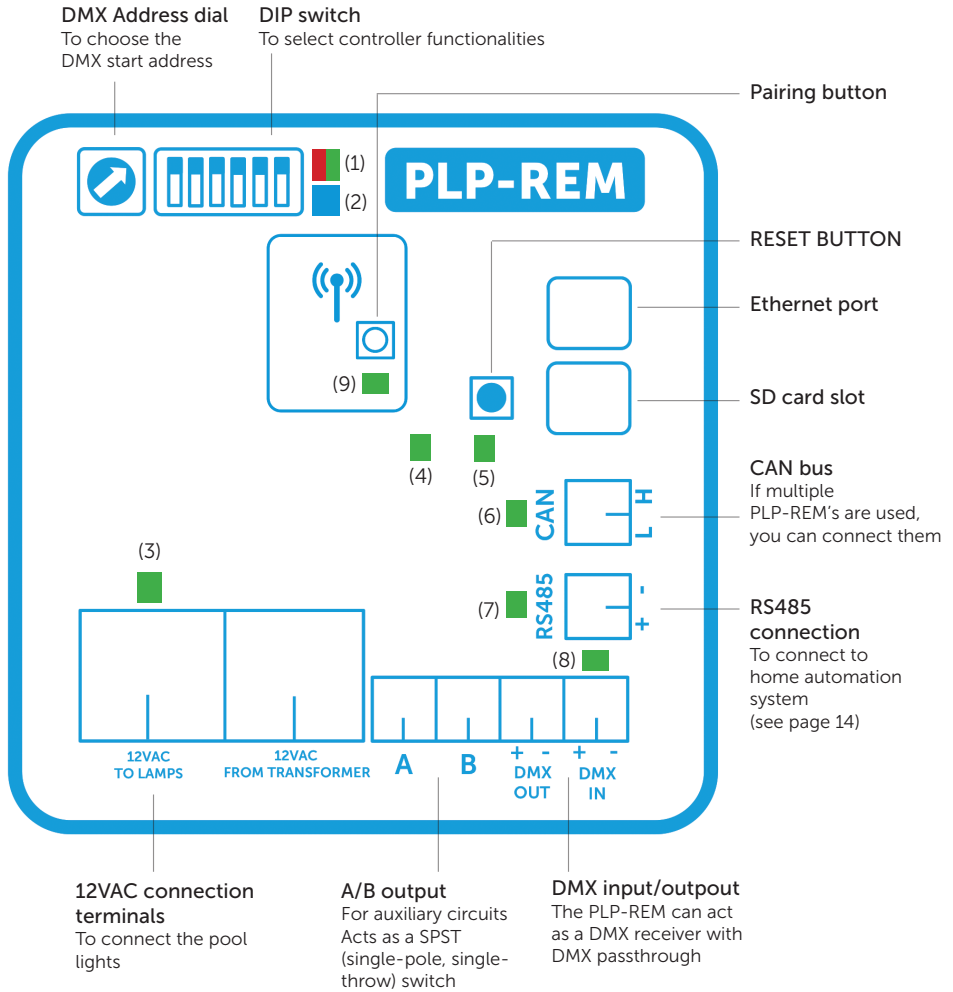 DMX Address dial
To choose the
DMX start address
DIP switch
To select controller functionalities
Pairing button
(1)
PLP-REM
(2)
RESET BUTTON
Ethernet port
(9)
SD card slot
(4)
(5)
CAN bus
If multiple
PLP-REM's are used,
you can connect them
(6)
CAN
H
L
(3)
(7)
RS485
-
+
RS485
connection
To connect to
home automation
system
(see page 14)
(8)
12VAC
TO LAMPS
12VAC
FROM TRANSFORMER
A
B
+ -
DMX
OUT
+ -
DMX
IN
12VAC connection
terminals
To connect the pool
lights
A/B output
For auxiliary circuits
Acts as a SPST
(single-pole, single-
throw) switch
DMX input/outpout
The PLP-REM can act
as a DMX receiver with
DMX passthrough